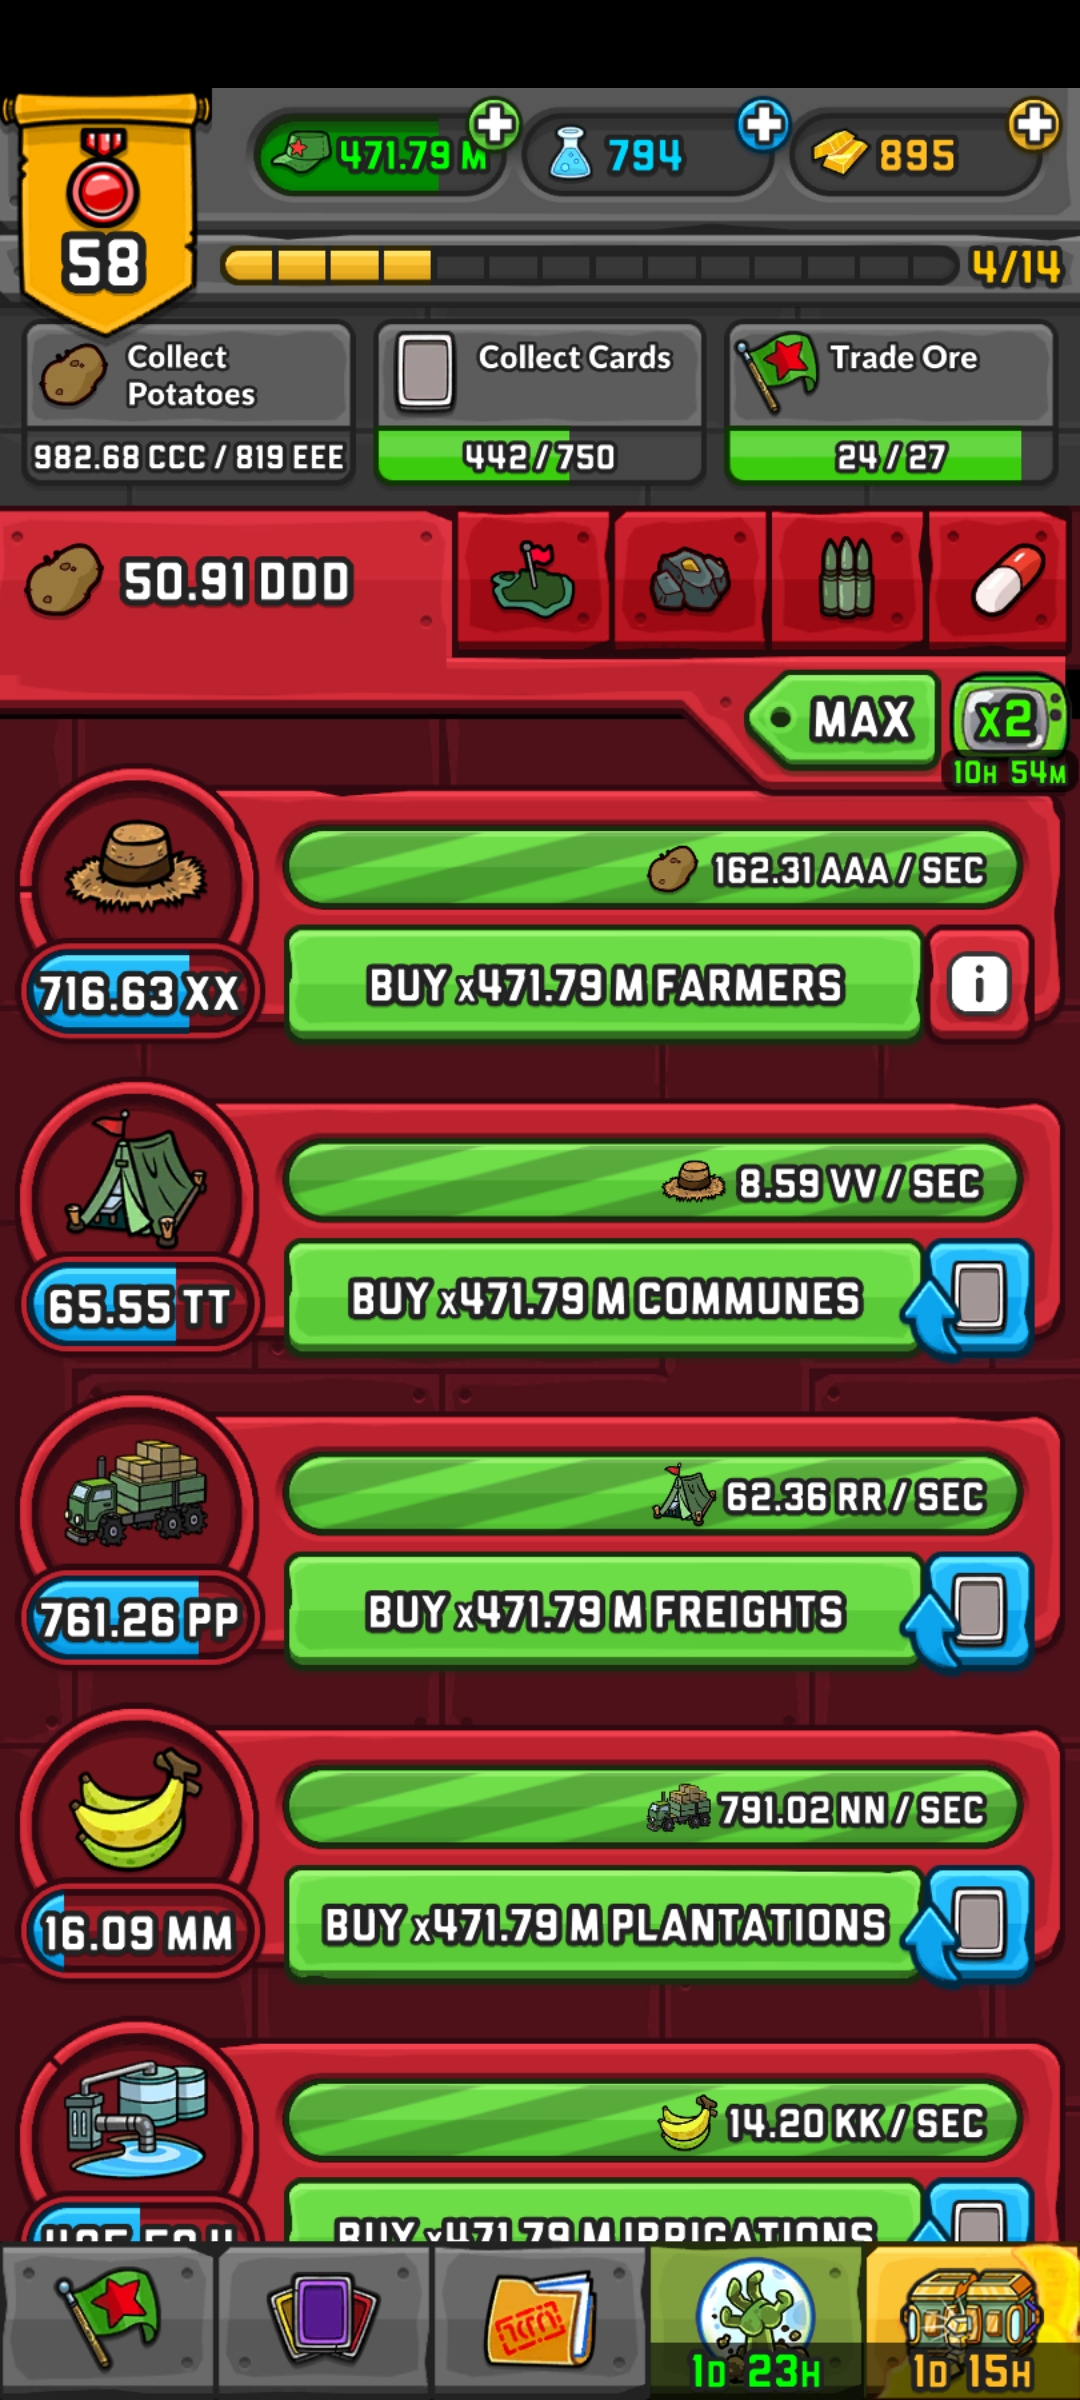 471.79 M
794
895
58
4/14
Collect
Potatoes
982.68 CCC / 819 EEE
Collect Cards
442/750
Trade Ore
24/27
50.91 DDD
MAX
x2
10H 54M
162.31 AAA / SEC
716.63 XX
BUY x471.79 M FARMERS
i
8.59 VV / SEC
65.55 TT
BUY x471.79 M COMMUNES
62.36 RR / SEC
761.26 PP
BUY x471.79 M FREIGHTS
791.02 NN / SEC
16.09 MM
BUY x471.79 M PLANTATIONS
14.20 KK / SEC
BUY x471.79 M IRRIGATIONS
1D 23H
1D 15H